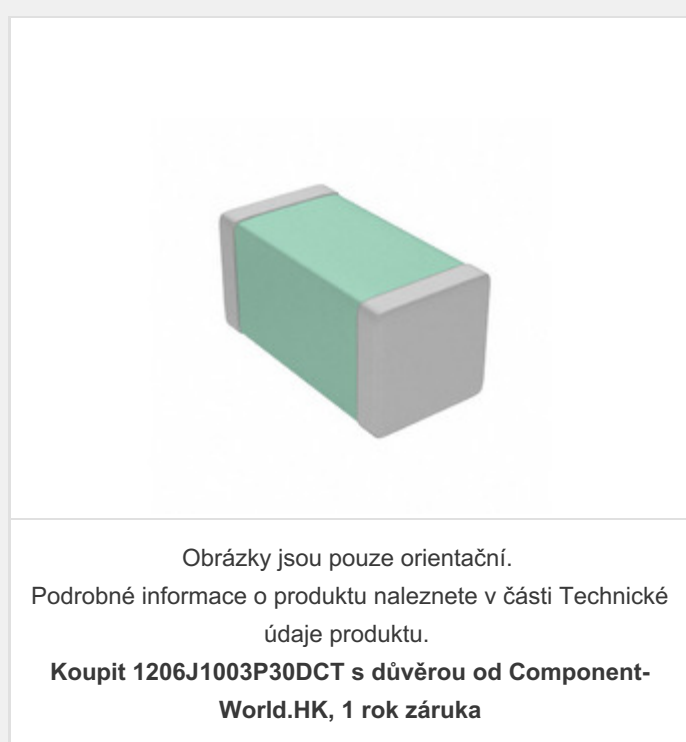 Obrázky jsou pouze orientační.
Podrobné informace o produktu naleznete v části Technické
údaje produktu.
Koupit 1206J1003P30DCT s důvěrou od Component-
World.HK, 1 rok záruka